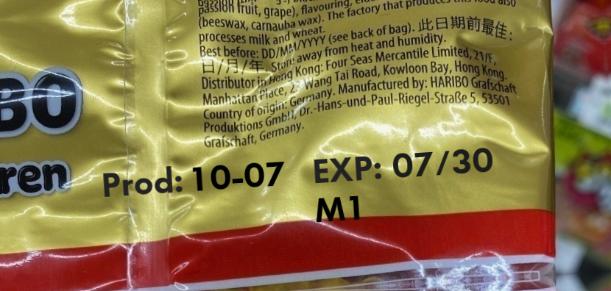 passion fruit, grape), flavouring,
(beeswax, carnauba wax). The factory that produces this food also
processes milk and wheat.
Best before: DD/MM/YYYY (see back of bag). 此日期前最佳:
日/月/年. Store away from heat and humidity.
Distributor in Hong Kong: Four Seas Mercantile Limited, 21/F,
Manhattan Place, 23 Wang Tai Road, Kowloon Bay, Hong Kong.
Country of origin: Germany. Manufactured by: HARIBO Grafschaft
Produktions GmbH, Dr.-Hans-und-Paul-Riegel-Straße 5, 53501
Grafschaft, Germany.
BO
ren
Prod: 10-07 EXP: 07/30
M1